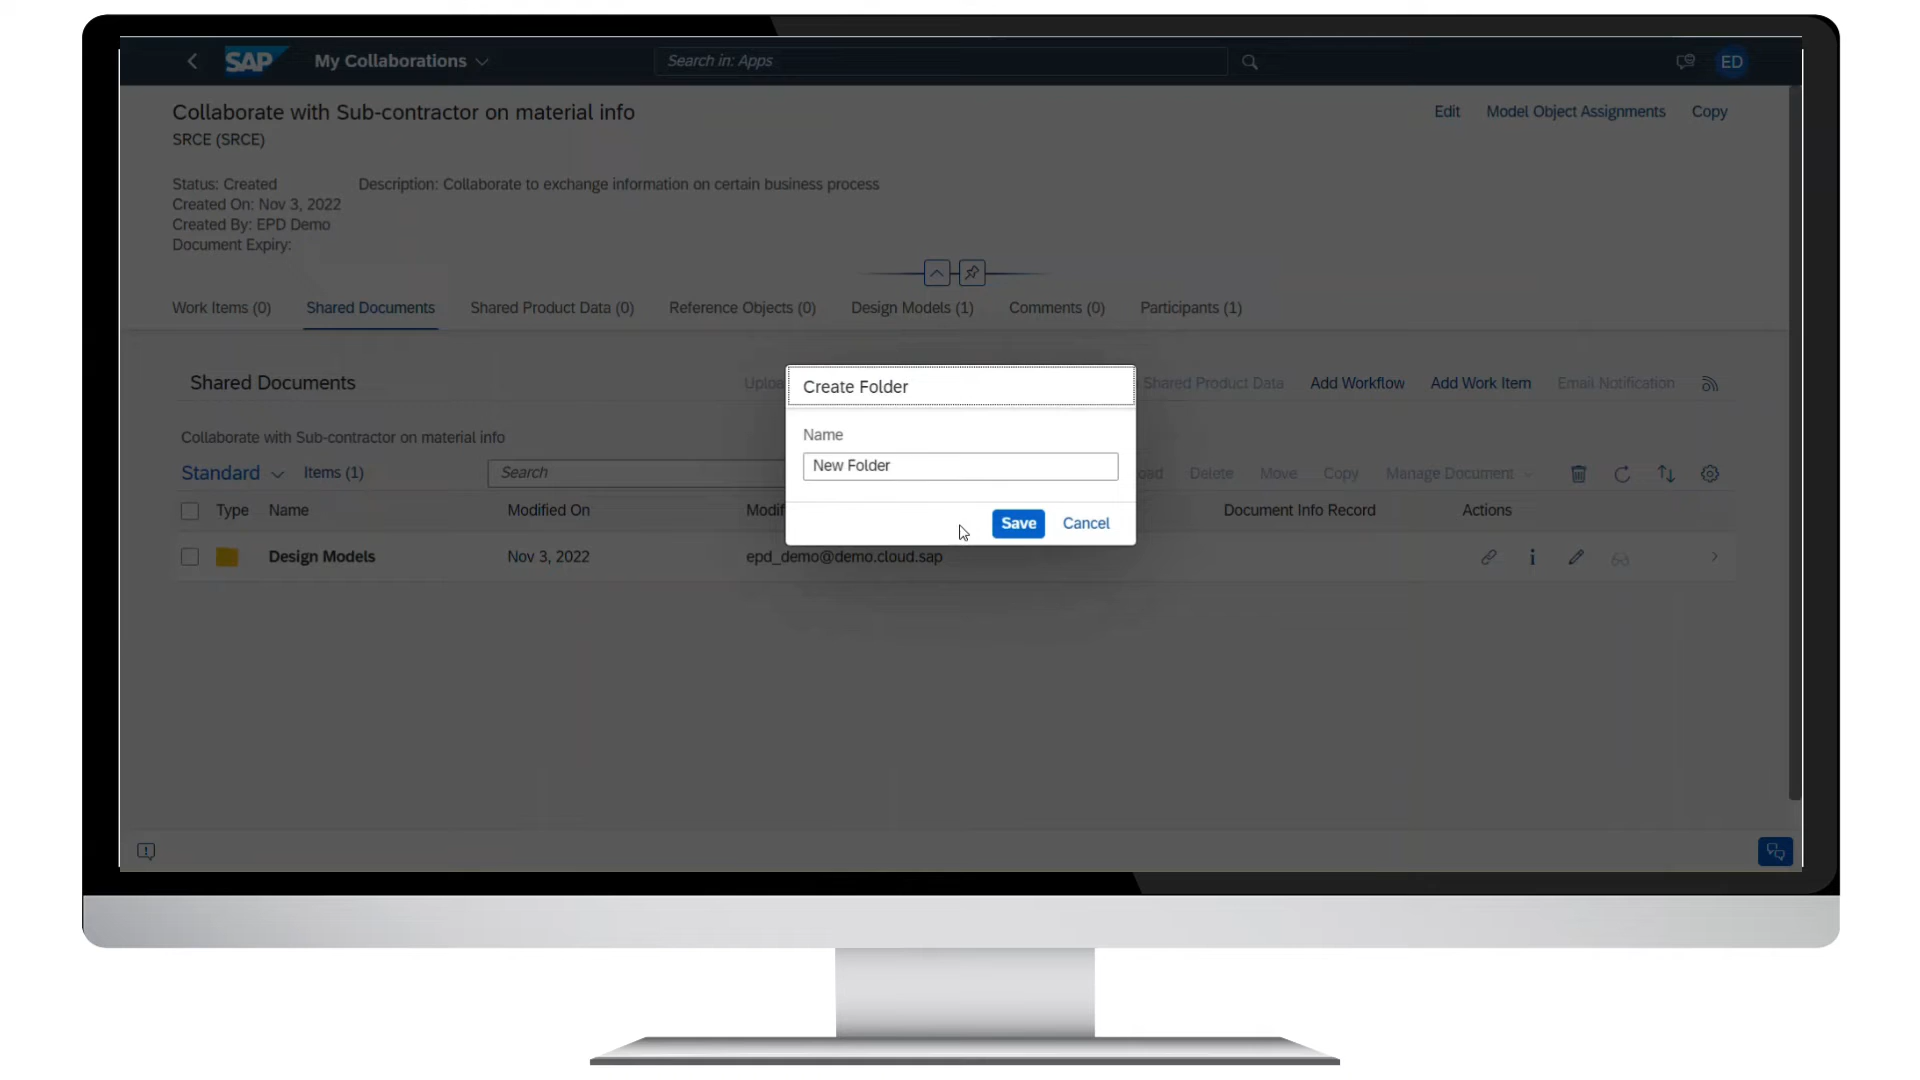 SAP
My Collaborations
Search in: Apps
ED
Collaborate with Sub-contractor on material info
Edit
Model Object Assignments
Copy
SRCE (SRCE)
Status: Created
Description: Collaborate to exchange information on certain business process
Created On: Nov 3, 2022
Created By: EPD Demo
Document Expiry:
Work Items (0)
Shared Documents
Shared Product Data (0)
Reference Objects (0)
Design Models (1)
Comments (0)
Participants (1)
Shared Documents
Shared Product Data
Add Workflow
Add Work Item
Email Notification
Create Folder
Name
New Folder
Save
Cancel
Collaborate with Sub-contractor on material info
Standard
Items (1)
Search
Delete
Move
Copy
Manage Document
Type
Name
Modified On
Document Info Record
Actions
Design Models
Nov 3, 2022
epd_demo@demo.cloud.sap